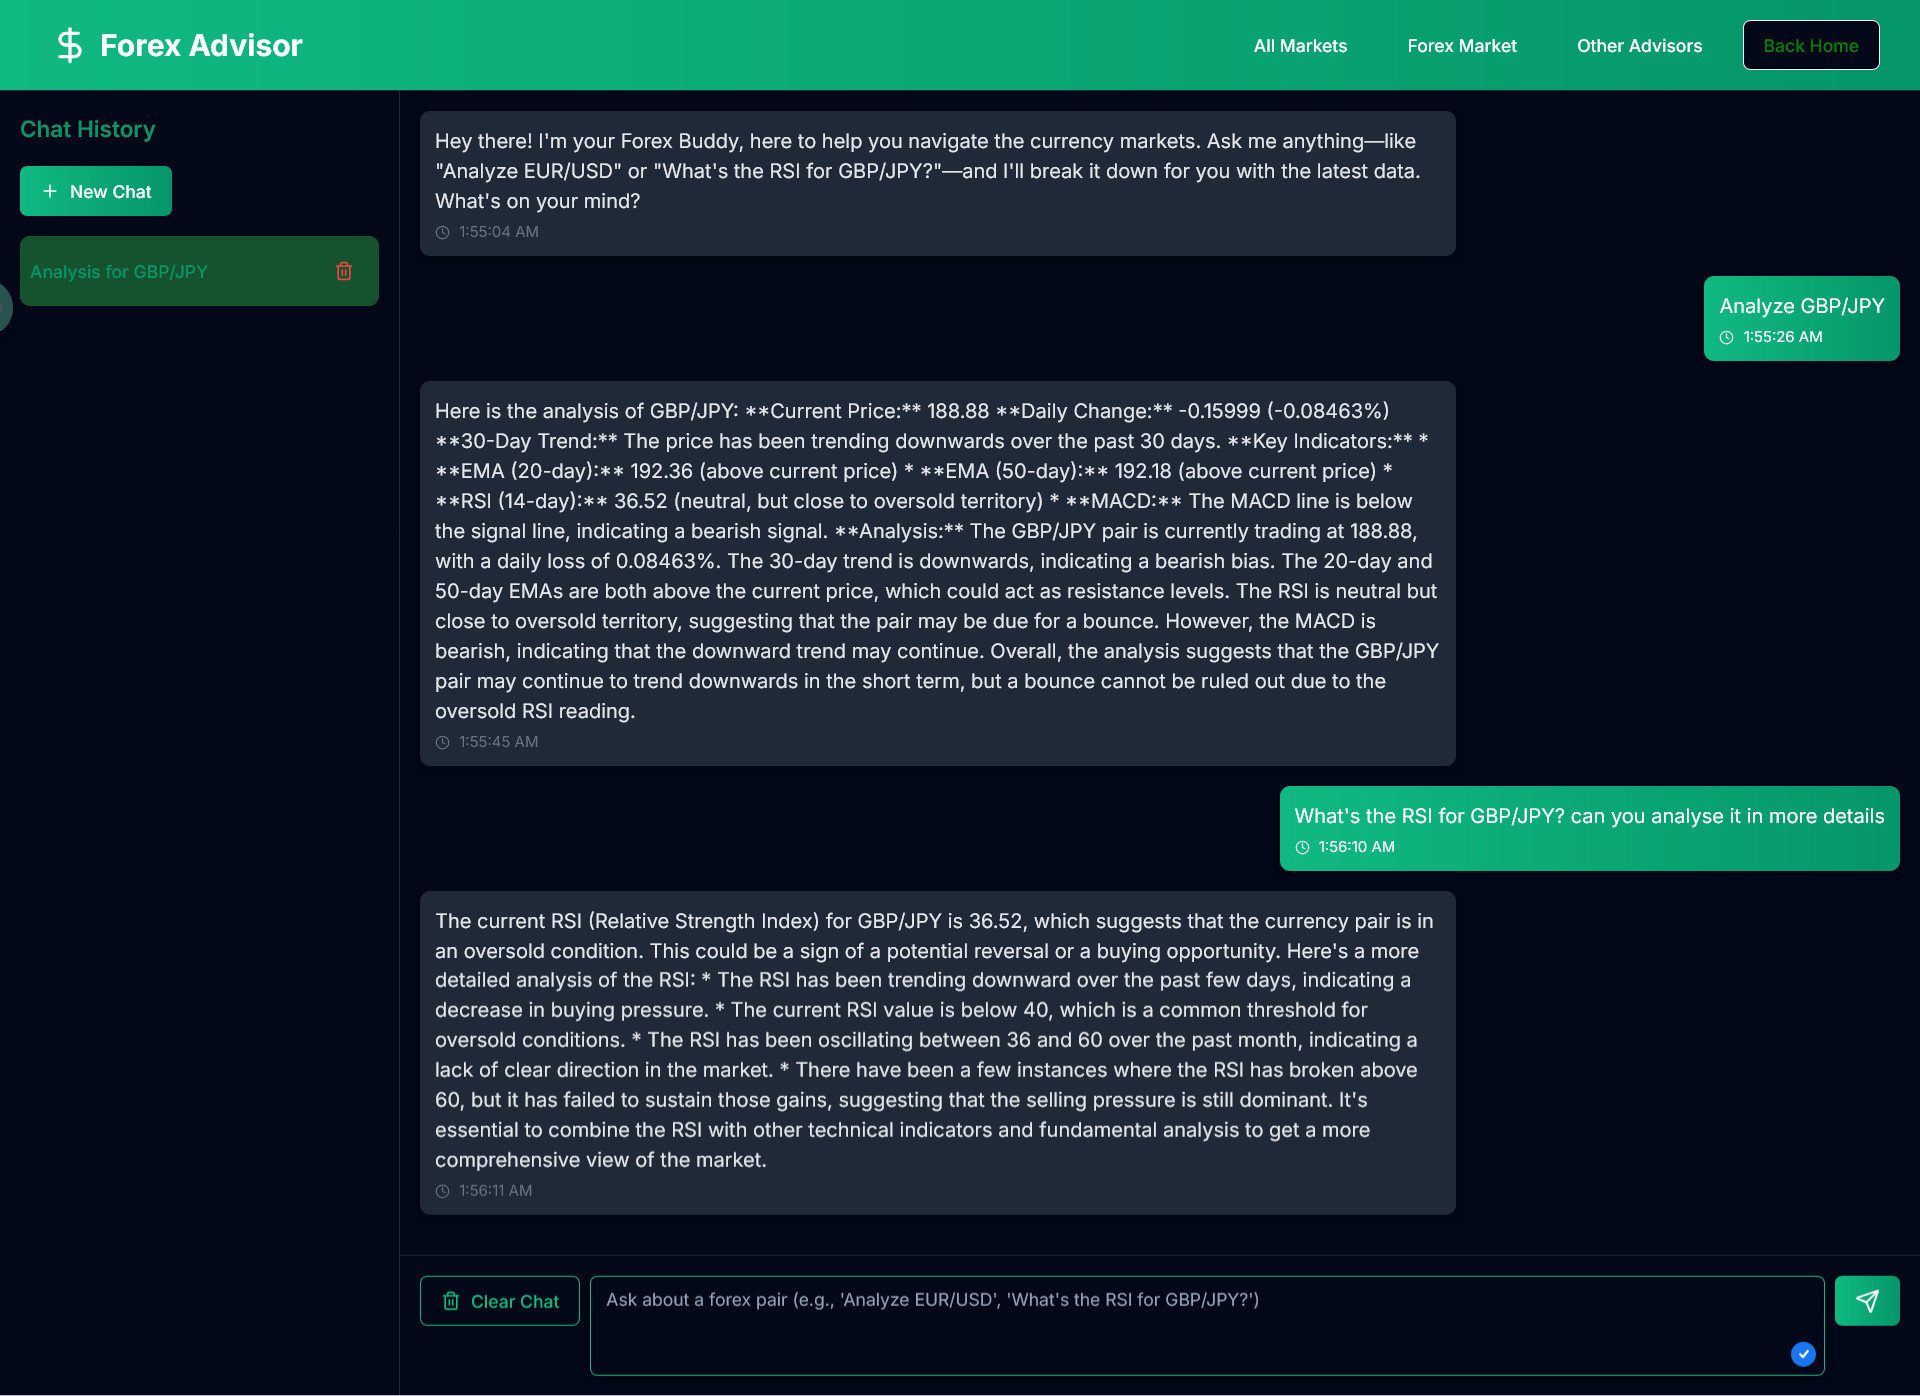 Forex Advisor
All Markets
Forex Market
Other Advisors
Back Home
Chat History
New Chat
Analysis for GBP/JPY
Hey there! I'm your Forex Buddy, here to help you navigate the currency markets. Ask me anything—like
"Analyze EUR/USD" or "What's the RSI for GBP/JPY?"—and I'll break it down for you with the latest data.
What's on your mind?
1:55:04 AM
Analyze GBP/JPY
1:55:26 AM
Here is the analysis of GBP/JPY: **Current Price:** 188.88 **Daily Change:** -0.15999 (-0.08463%)
**30-Day Trend:** The price has been trending downwards over the past 30 days. **Key Indicators:** *
**EMA (20-day):** 192.36 (above current price) * **EMA (50-day):** 192.18 (above current price) *
**RSI (14-day):** 36.52 (neutral, but close to oversold territory) * **MACD:** The MACD line is below
the signal line, indicating a bearish signal. **Analysis:** The GBP/JPY pair is currently trading at 188.88,
with a daily loss of 0.08463%. The 30-day trend is downwards, indicating a bearish bias. The 20-day and
50-day EMAs are both above the current price, which could act as resistance levels. The RSI is neutral but
close to oversold territory, suggesting that the pair may be due for a bounce. However, the MACD is
bearish, indicating that the downward trend may continue. Overall, the analysis suggests that the GBP/JPY
pair may continue to trend downwards in the short term, but a bounce cannot be ruled out due to the
oversold RSI reading.
1:55:45 AM
What's the RSI for GBP/JPY? can you analyse it in more details
1:56:10 AM
The current RSI (Relative Strength Index) for GBP/JPY is 36.52, which suggests that the currency pair is in
an oversold condition. This could be a sign of a potential reversal or a buying opportunity. Here's a more
detailed analysis of the RSI: * The RSI has been trending downward over the past few days, indicating a
decrease in buying pressure. * The current RSI value is below 40, which is a common threshold for
oversold conditions. * The RSI has been oscillating between 36 and 60 over the past month, indicating a
lack of clear direction in the market. * There have been a few instances where the RSI has broken above
60, but it has failed to sustain those gains, suggesting that the selling pressure is still dominant. It's
essential to combine the RSI with other technical indicators and fundamental analysis to get a more
comprehensive view of the market.
1:56:11 AM
Clear Chat
Ask about a forex pair (e.g., 'Analyze EUR/USD', 'What's the RSI for GBP/JPY?')